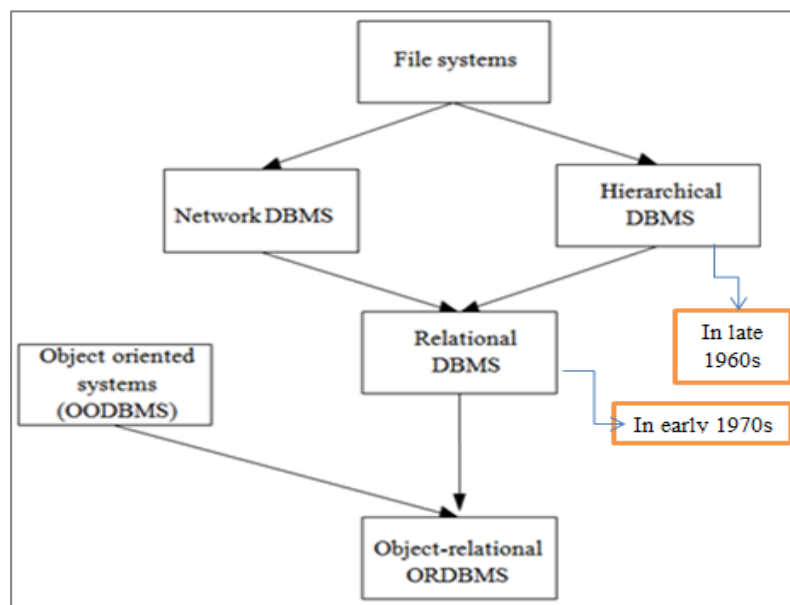 File systems
Network DBMS
Hierarchical
DBMS
In late
1960s
Relational
DBMS
Object oriented
systems
(OODBMS)
In early 1970s
Object-relational
ORDBMS